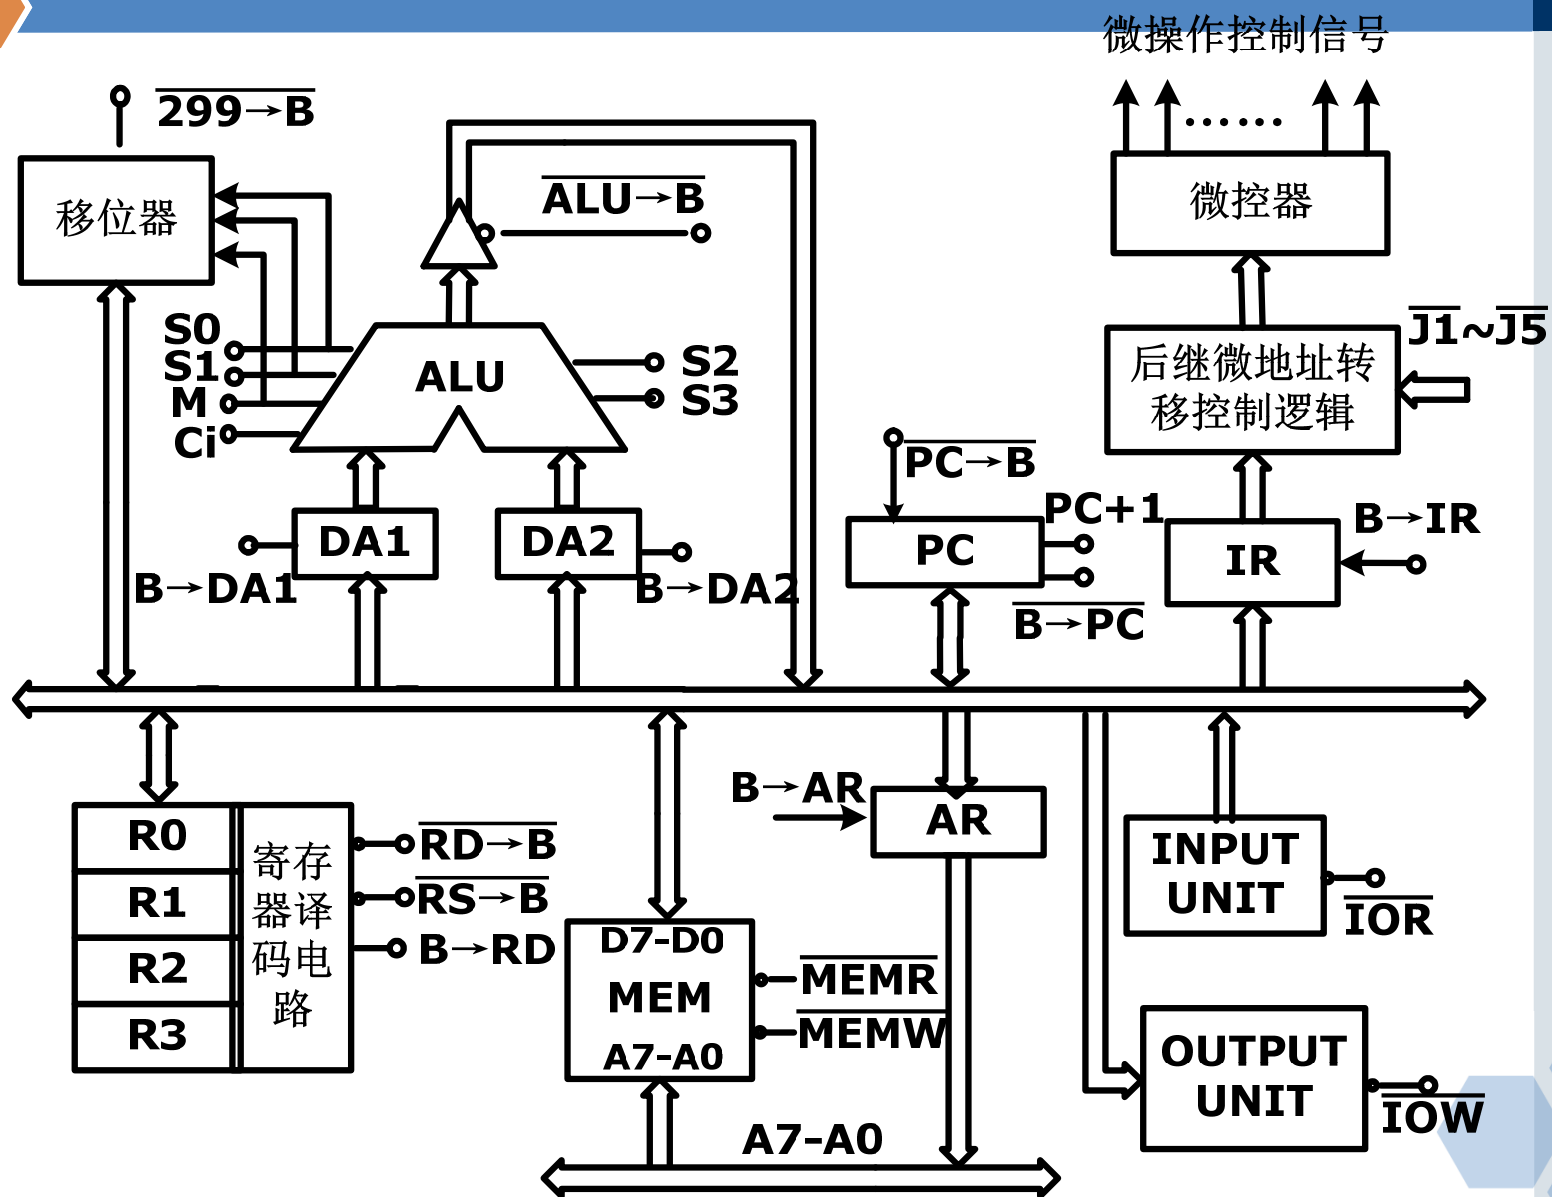 微操作控制信号
299→B
移位器
ALU→B
微控器
S0
S1
M
Ci
ALU
S2
S3
J1~J5
后继微地址转
移控制逻辑
PC→B
PC+1
PC
B→PC
B→IR
IR
DA1
B→DA1
DA2
B→DA2
R0
R1
R2
R3
寄存
器译
码电
路
RD→B
RS→B
B→RD
B→AR
AR
D7-D0
MEM
A7-A0
MEMR
MEMW
INPUT
UNIT
IOR
OUTPUT
UNIT
IOW
A7-A0